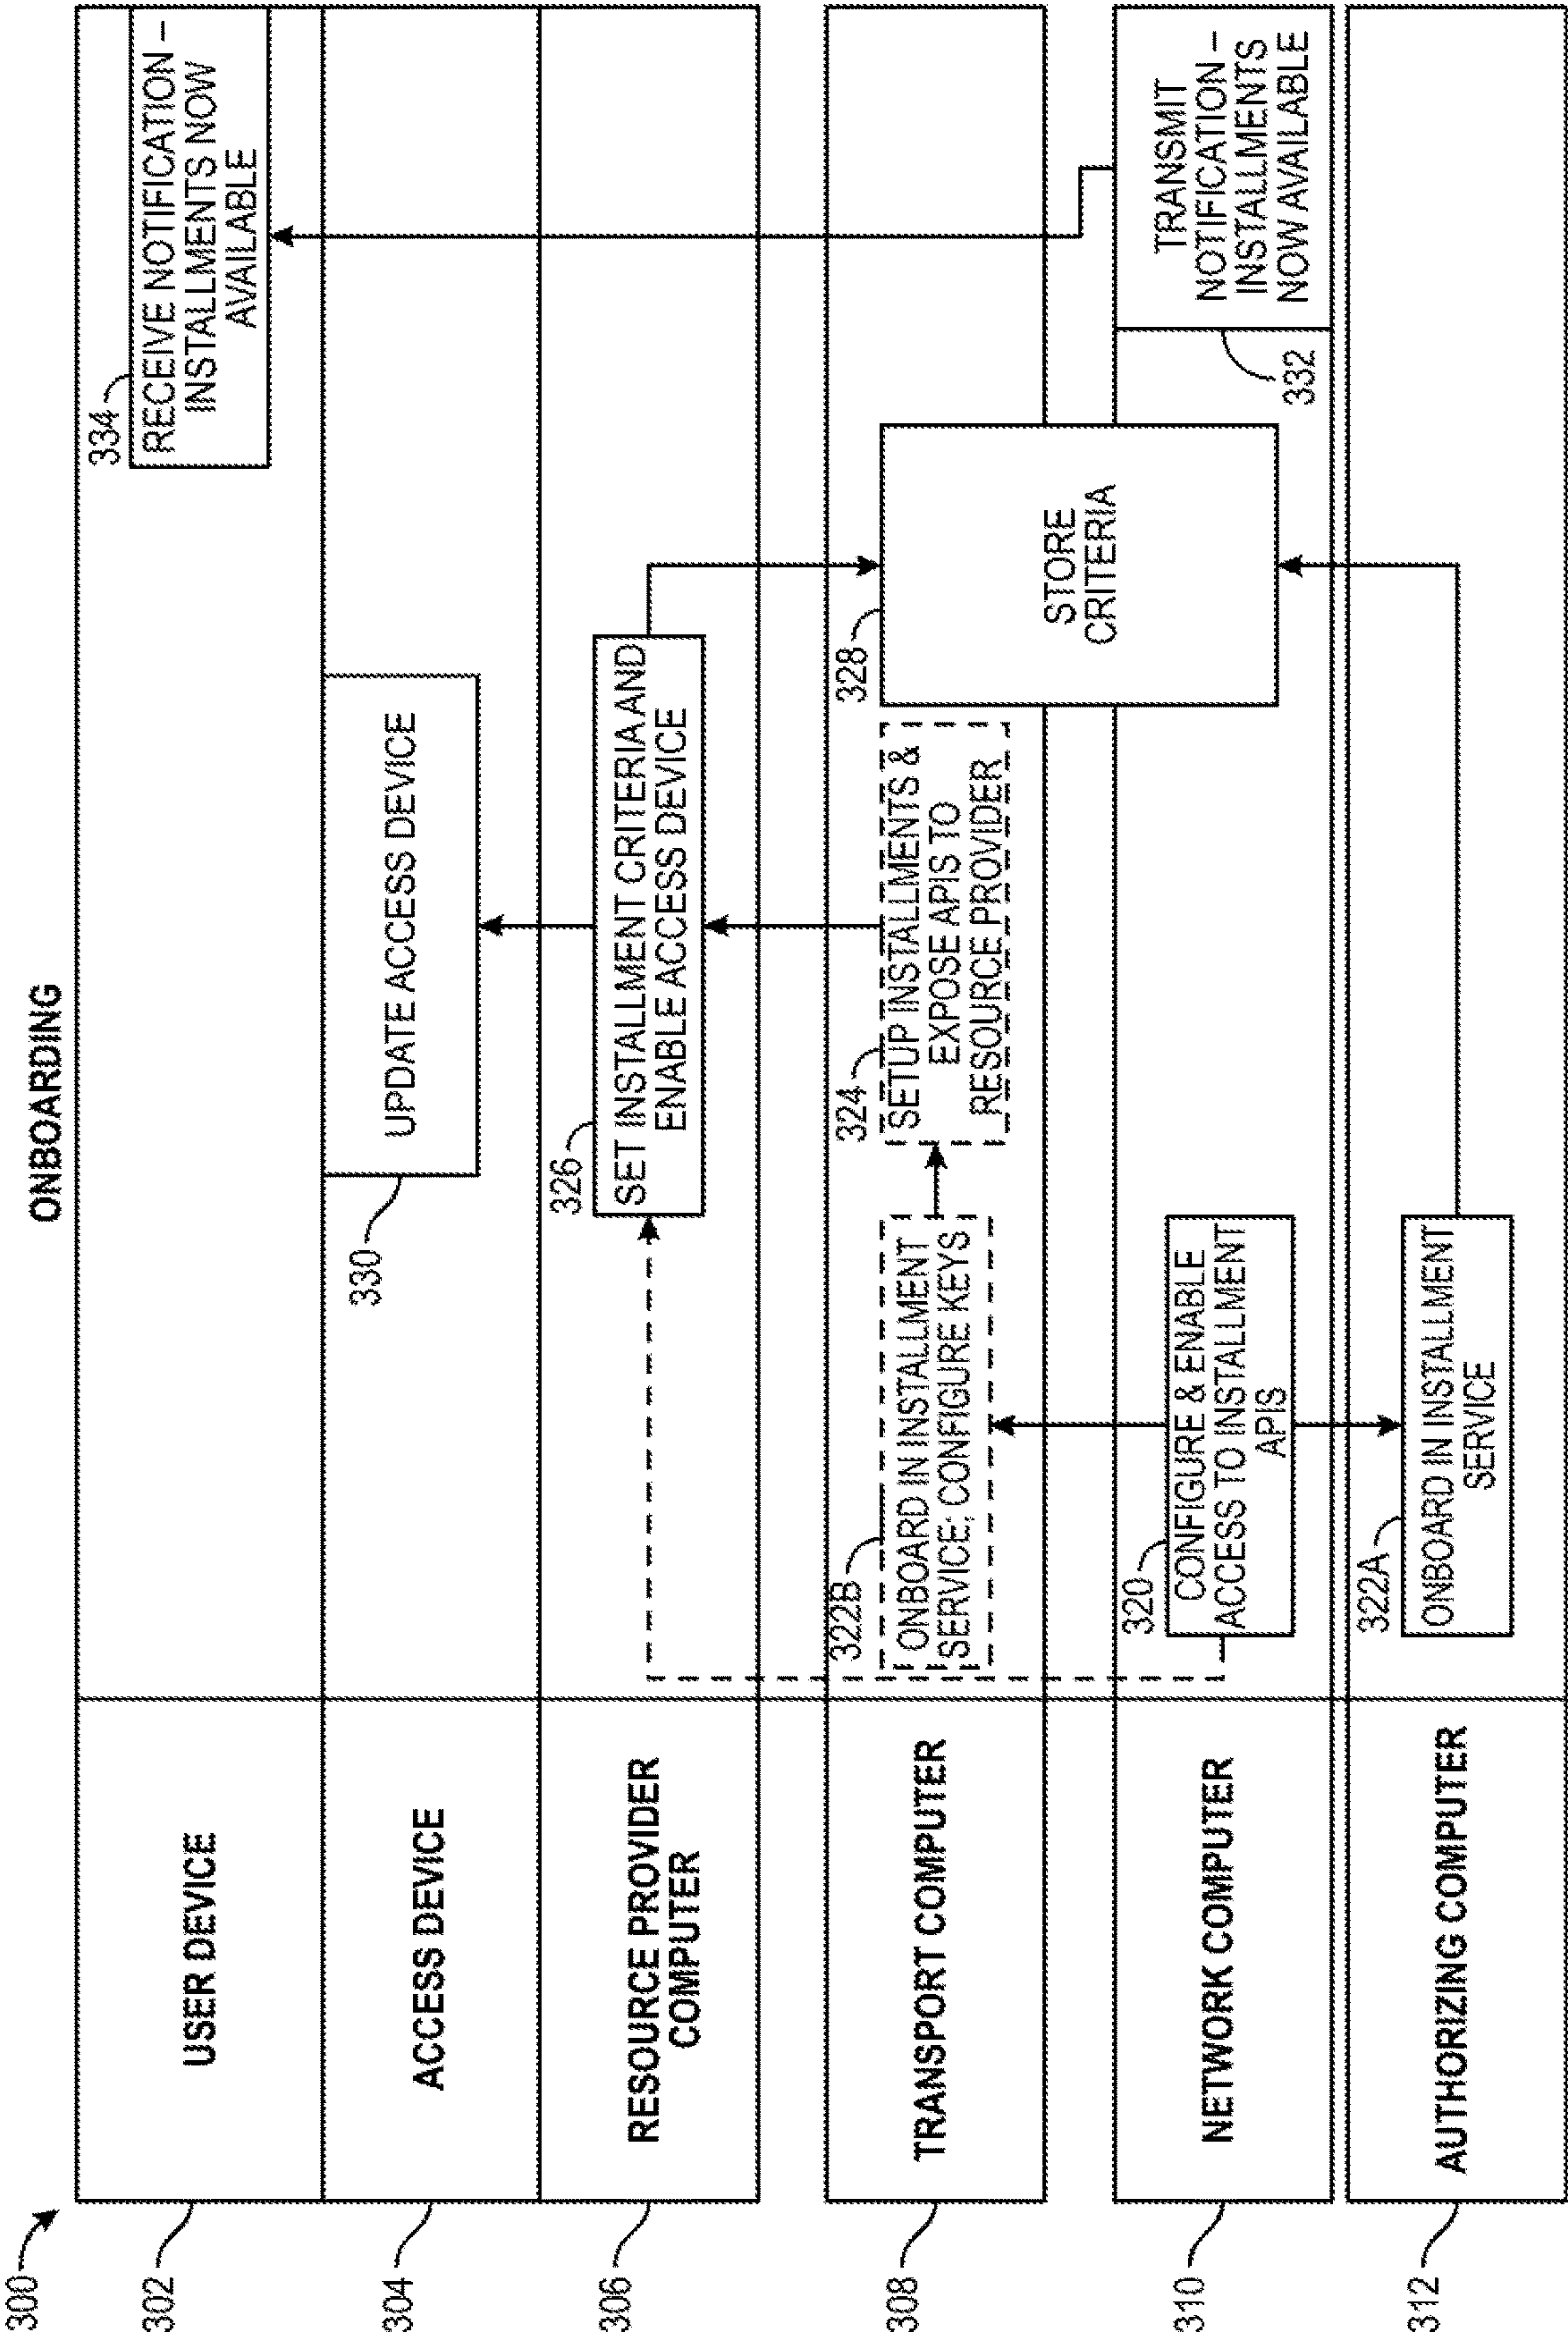 ONBOARDING
300
302
USER DEVICE
334
RECEIVE NOTIFICATION –
INSTALLMENTS NOW
AVAILABLE
304
ACCESS DEVICE
330
UPDATE ACCESS DEVICE
306
RESOURCE PROVIDER
COMPUTER
326
SET INSTALLMENT CRITERIA AND
ENABLE ACCESS DEVICE
308
TRANSPORT COMPUTER
322B
ONBOARD IN INSTALLMENT
SERVICE; CONFIGURE KEYS
324
SETUP INSTALLMENTS &
EXPOSE APIS TO
RESOURCE PROVIDER
328
STORE
CRITERIA
310
NETWORK COMPUTER
320
CONFIGURE & ENABLE
ACCESS TO INSTALLMENT
APIS
332
TRANSMIT
NOTIFICATION –
INSTALLMENTS
NOW AVAILABLE
312
AUTHORIZING COMPUTER
322A
ONBOARD IN INSTALLMENT
SERVICE